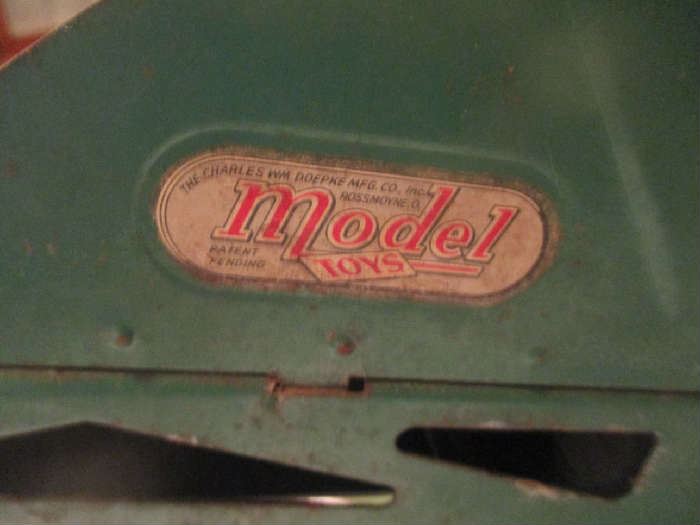 THE CHARLES WM. DOEPKE MFG. CO., INC.
ROSSMOYNE, O.
Model
TOYS
PATENT
PENDING